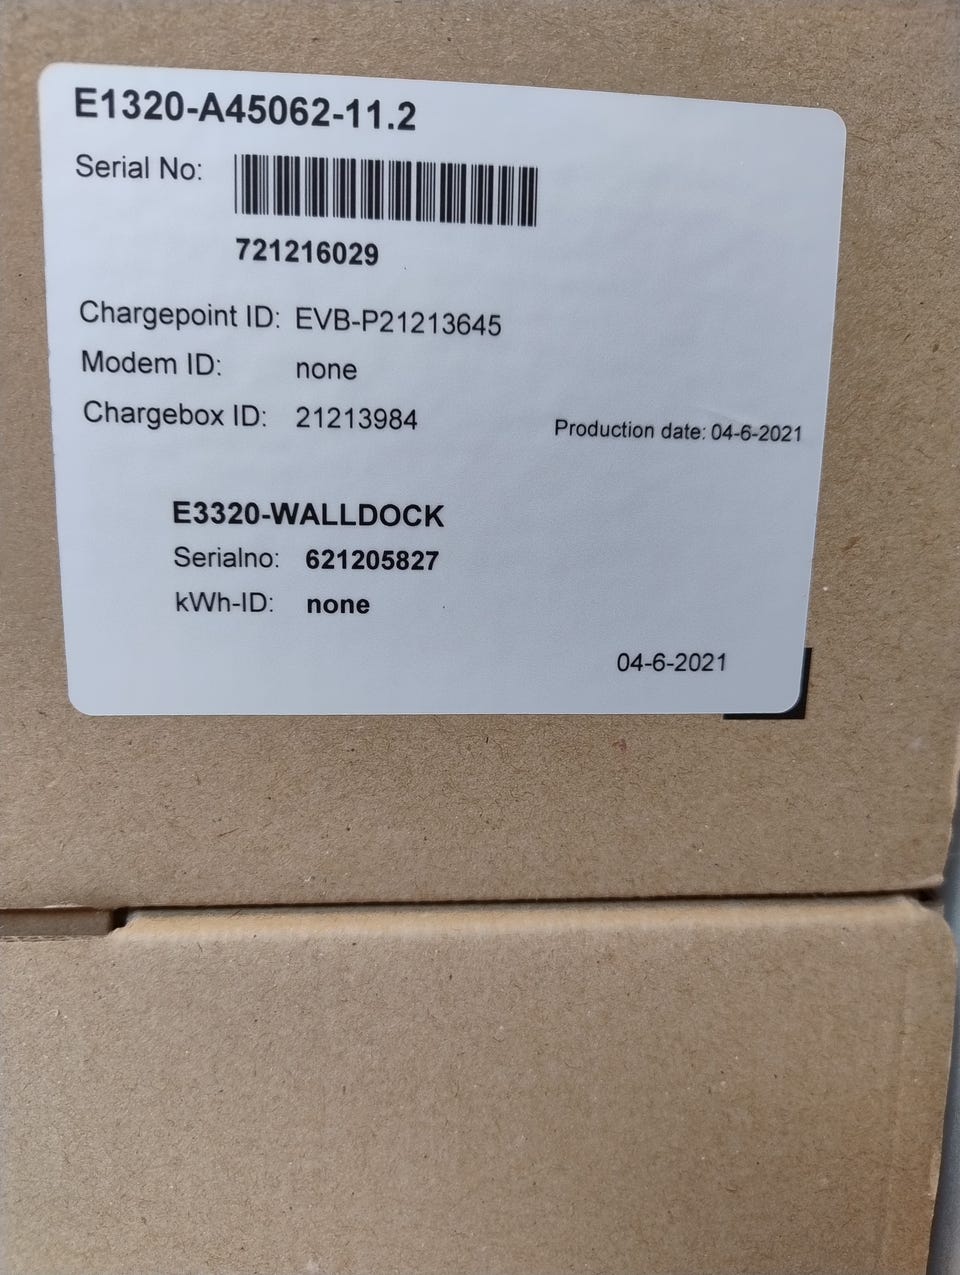 E1320-A45062-11.2
Serial No:
721216029
Chargepoint ID: EVB-P21213645
Modem ID: none
Chargebox ID: 21213984
Production date: 04-6-2021
E3320-WALLDOCK
Serialno: 621205827
kWh-ID: none
04-6-2021